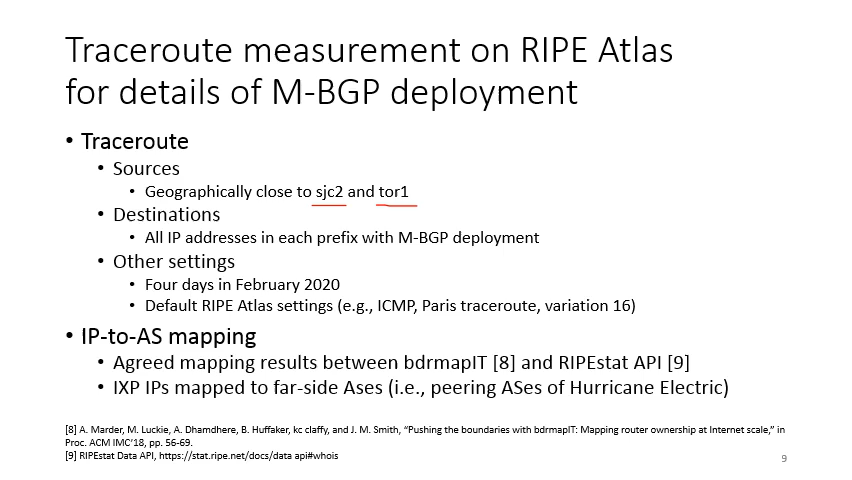 Traceroute measurement on RIPE Atlas
for details of M-BGP deployment
• Traceroute
• Sources
• Geographically close to sjc2 and tor1
• Destinations
• All IP addresses in each prefix with M-BGP deployment
• Other settings
• Four days in February 2020
• Default RIPE Atlas settings (e.g., ICMP, Paris traceroute, variation 16)
• IP-to-AS mapping
• Agreed mapping results between bdrmapIT [8] and RIPEstat API [9]
• IXP IPs mapped to far-side Ases (i.e., peering ASes of Hurricane Electric)
[8] A. Marder, M. Luckie, A. Dhamdhere, B. Huffaker, kc claffy, and J. M. Smith, “Pushing the boundaries with bdrmapIT: Mapping router ownership at Internet scale,” in
Proc. ACM IMC’18, pp. 56-69.
[9] RIPEstat Data API, https://stat.ripe.net/docs/data api#whois
9